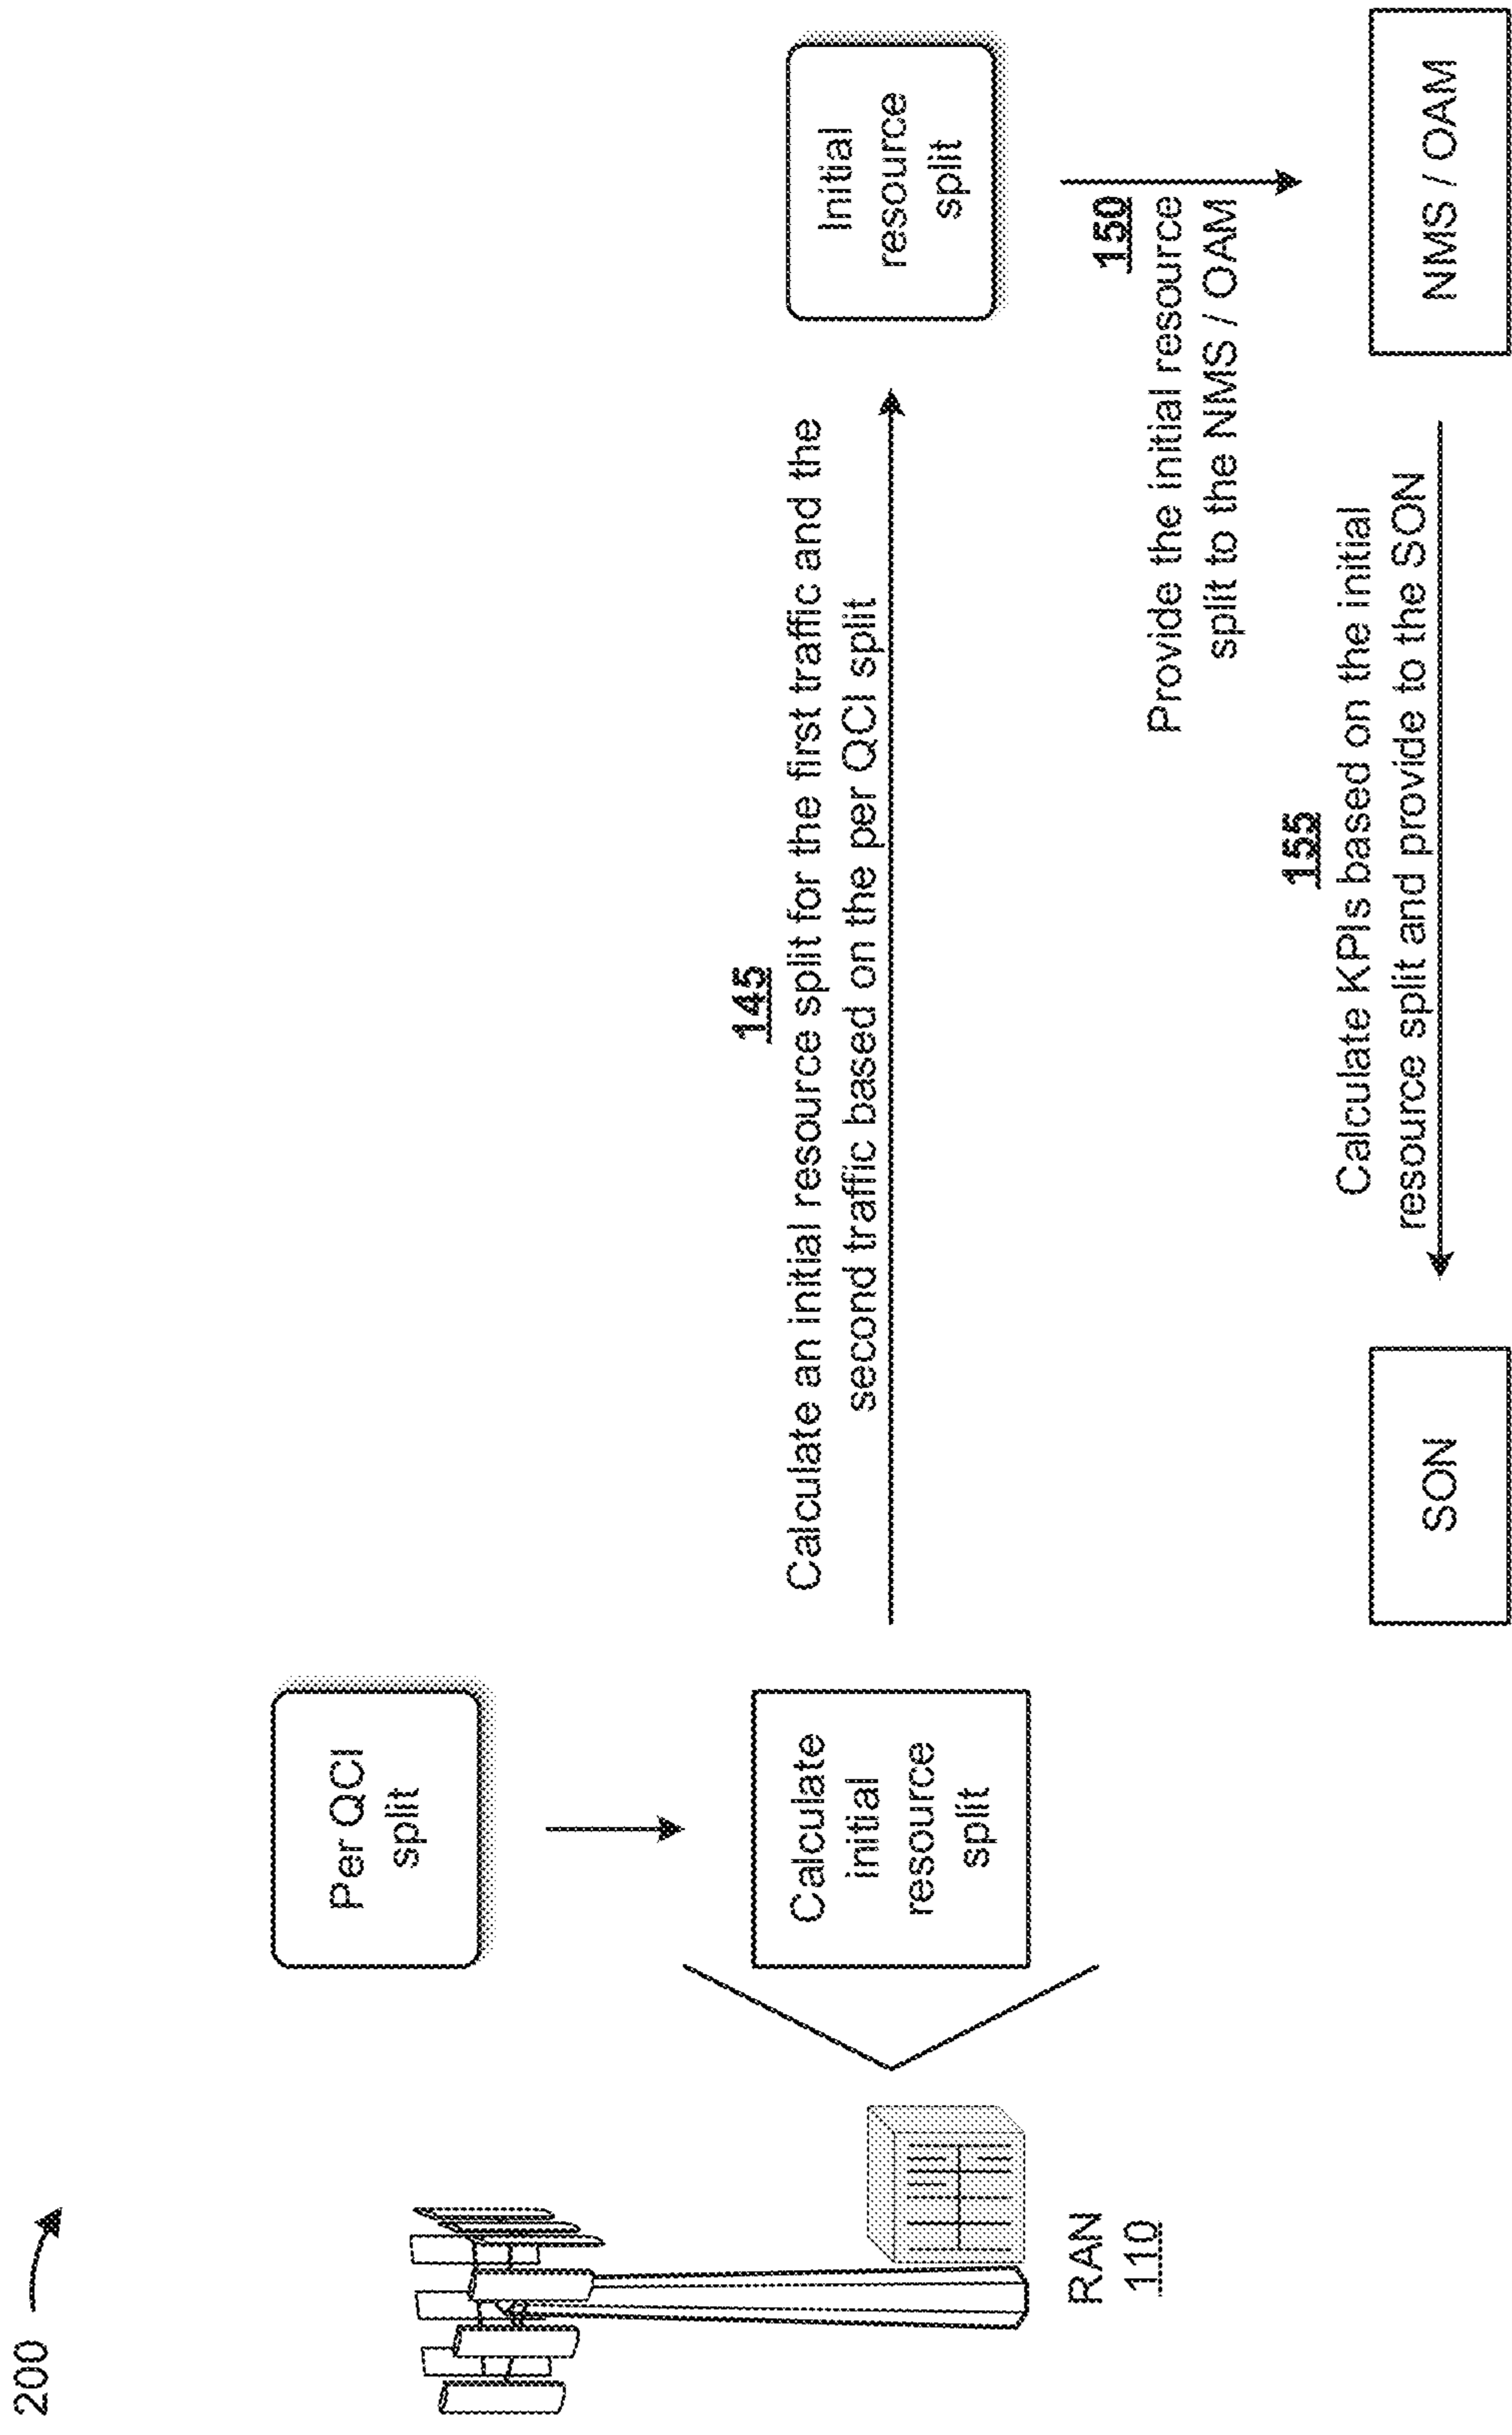 200
Per QCI
split
Calculate
initial
resource
split
RAN
110
145
Calculate an initial resource split for the first traffic and the
second traffic based on the per QCI split
Initial
resource
split
150
Provide the initial resource
split to the NMS / OAM
155
Calculate KPIs based on the initial
resource split and provide to the SON
SON
NMS / OAM